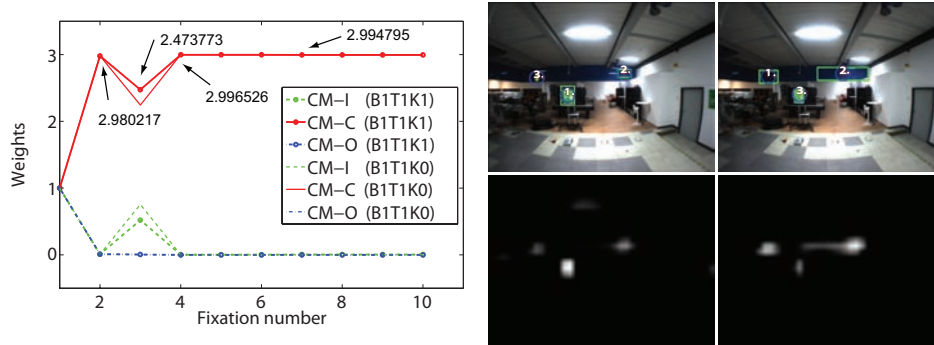 3
2
1
0
Weights
2.473773
2.994795
2.996526
2.980217
CM−I (B1T1K1)
CM−C (B1T1K1)
CM−O (B1T1K1)
CM−I (B1T1K0)
CM−C (B1T1K0)
CM−O (B1T1K0)
2 4 6 8 10
Fixation number
3. 2.
1.
1. 2.
3.